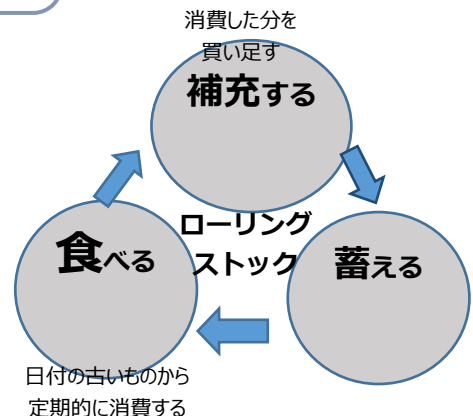 消費した分を
買い足す
補充する
ローリング
ストック
食べる
蓄える
日付の古いものから
定期的に消費する